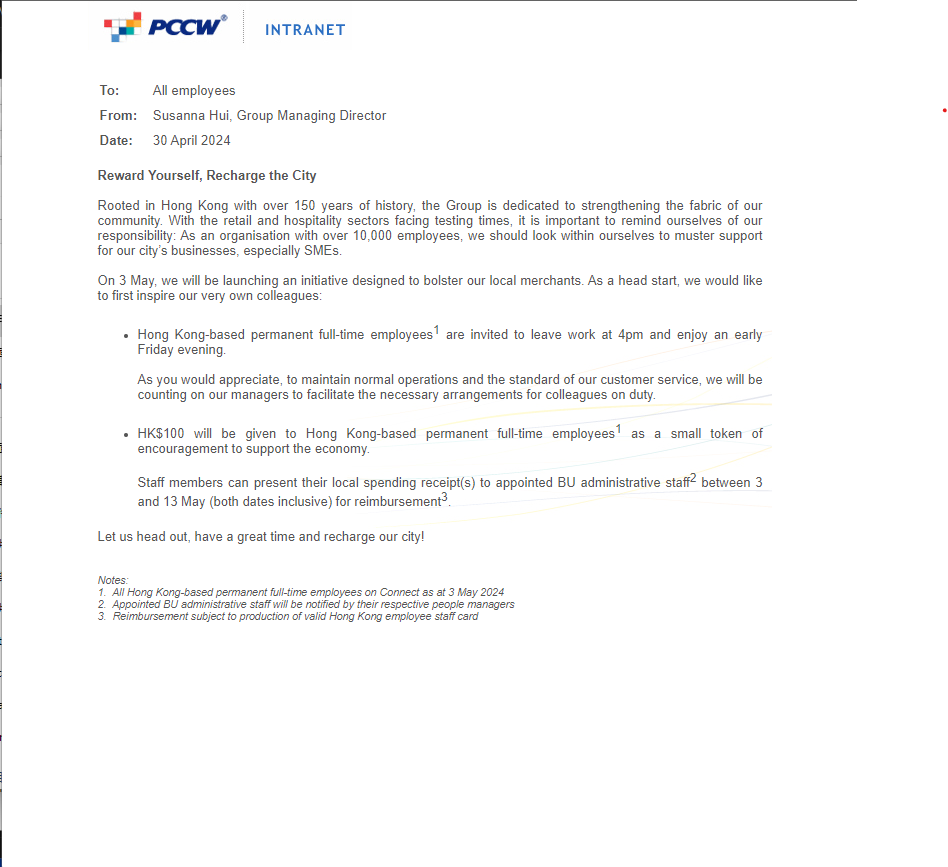 PCCW® INTRANET
To: All employees
From: Susanna Hui, Group Managing Director
Date: 30 April 2024
Reward Yourself, Recharge the City
Rooted in Hong Kong with over 150 years of history, the Group is dedicated to strengthening the fabric of our
community. With the retail and hospitality sectors facing testing times, it is important to remind ourselves of our
responsibility: As an organisation with over 10,000 employees, we should look within ourselves to muster support
for our city's businesses, especially SMEs.
On 3 May, we will be launching an initiative designed to bolster our local merchants. As a head start, we would like
to first inspire our very own colleagues:
• Hong Kong-based permanent full-time employees1 are invited to leave work at 4pm and enjoy an early
Friday evening.
As you would appreciate, to maintain normal operations and the standard of our customer service, we will be
counting on our managers to facilitate the necessary arrangements for colleagues on duty.
• HK$100 will be given to Hong Kong-based permanent full-time employees1 as a small token of
encouragement to support the economy.
Staff members can present their local spending receipt(s) to appointed BU administrative staff2 between 3
and 13 May (both dates inclusive) for reimbursement3.
Let us head out, have a great time and recharge our city!
Notes:
1. All Hong Kong-based permanent full-time employees on Connect as at 3 May 2024
2. Appointed BU administrative staff will be notified by their respective people managers
3. Reimbursement subject to production of valid Hong Kong employee staff card